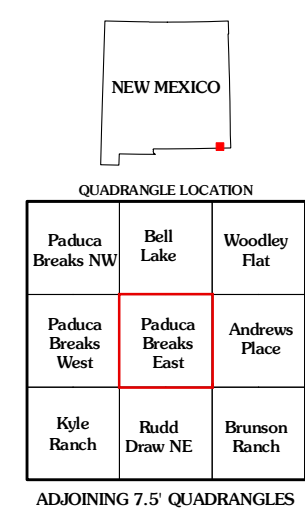 NEW MEXICO
QUADRANGLE LOCATION
Paduca
Breaks NW
Bell
Lake
Woodley
Flat
Paduca
Breaks
West
Paduca
Breaks
East
Andrews
Place
Kyle
Ranch
Rudd
Draw NE
Brunson
Ranch
ADJOINING 7.5' QUADRANGLES